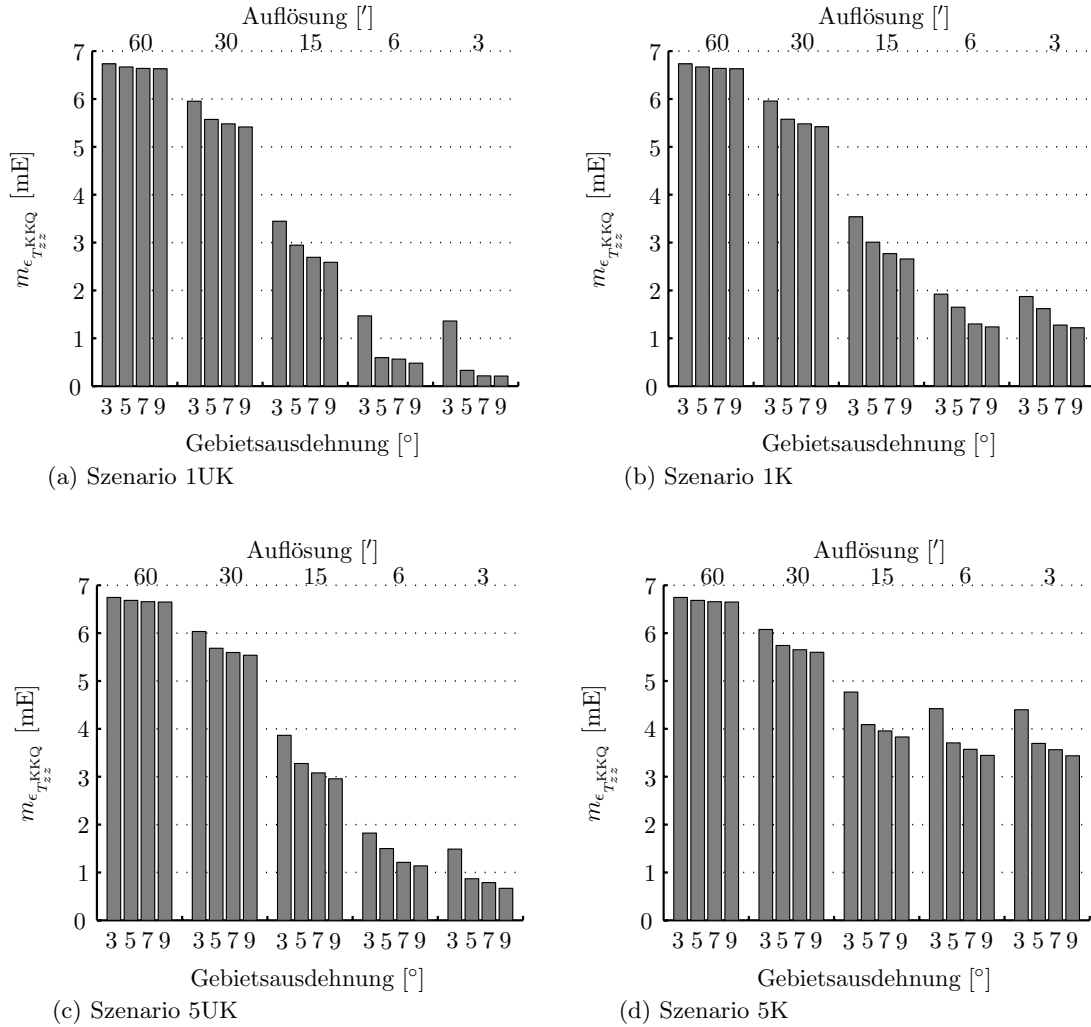 Auflösung [′]
60 30 15 6 3
7
6
5
4
3
2
1
0
m_ϵ_{T_{zz}^{KKQ}} [mE]
3 5 7 9 3 5 7 9 3 5 7 9 3 5 7 9 3 5 7 9
Gebietsausdehnung [°]
(a) Szenario 1UK
Auflösung [′]
60 30 15 6 3
7
6
5
4
3
2
1
0
m_ϵ_{T_{zz}^{KKQ}} [mE]
3 5 7 9 3 5 7 9 3 5 7 9 3 5 7 9 3 5 7 9
Gebietsausdehnung [°]
(b) Szenario 1K
Auflösung [′]
60 30 15 6 3
7
6
5
4
3
2
1
0
m_ϵ_{T_{zz}^{KKQ}} [mE]
3 5 7 9 3 5 7 9 3 5 7 9 3 5 7 9 3 5 7 9
Gebietsausdehnung [°]
(c) Szenario 5UK
Auflösung [′]
60 30 15 6 3
7
6
5
4
3
2
1
0
m_ϵ_{T_{zz}^{KKQ}} [mE]
3 5 7 9 3 5 7 9 3 5 7 9 3 5 7 9 3 5 7 9
Gebietsausdehnung [°]
(d) Szenario 5K